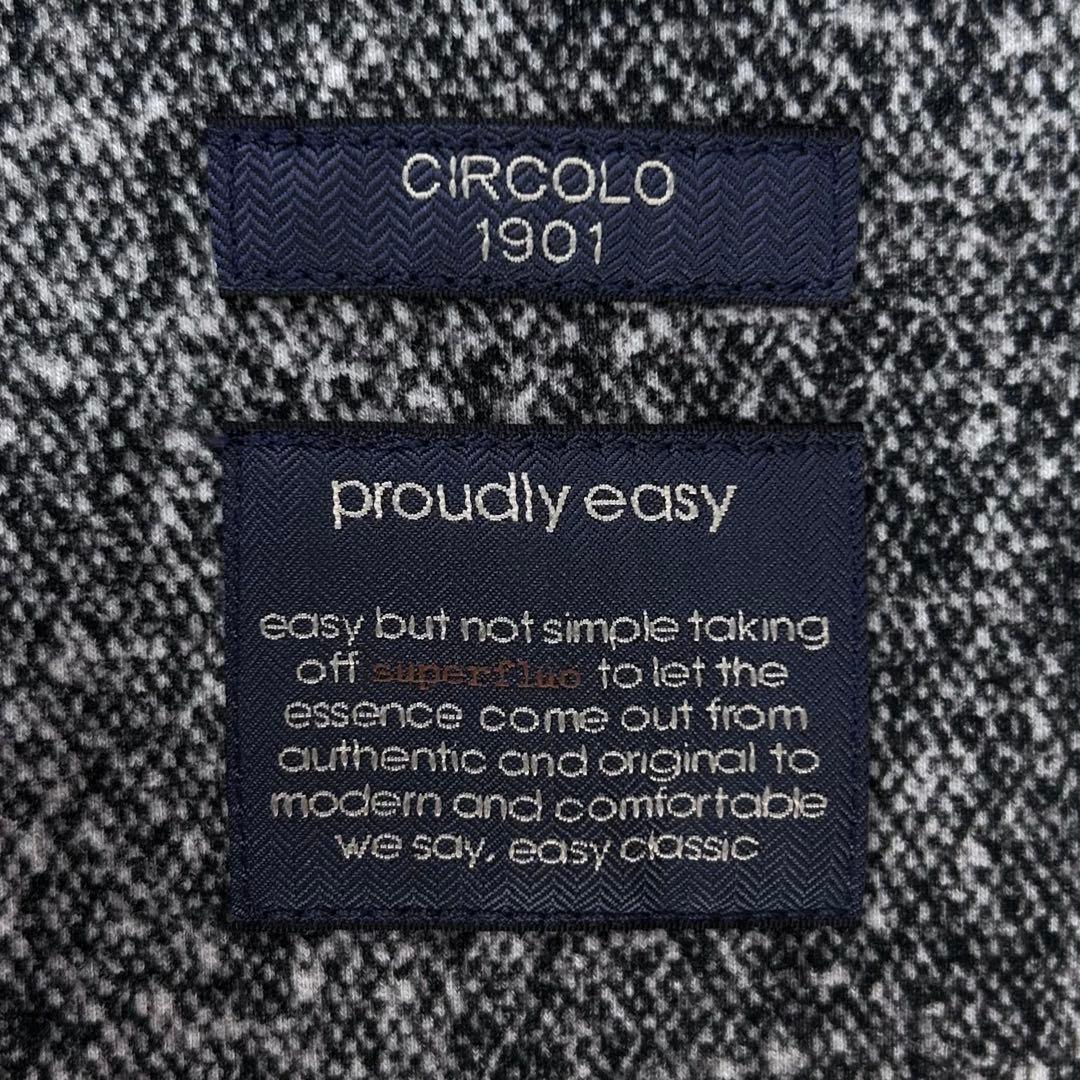 CIRCOLO
1901
proudly easy
easy but not simple taking
off superfluo to let the
essence come out from
authentic and original to
modern and comfortable
we say, easy classic